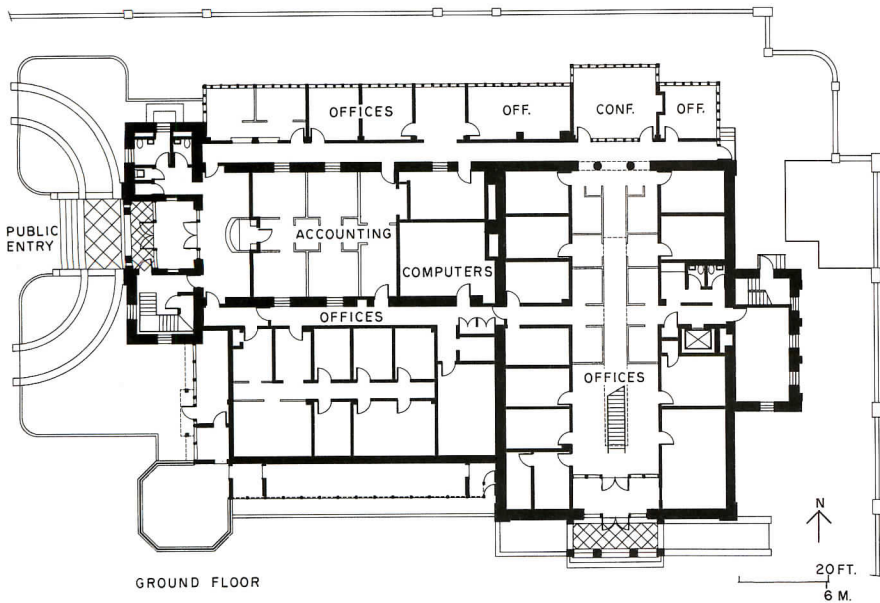 OFFICES
OFF.
CONF.
OFF.
PUBLIC
ENTRY
ACCOUNTING
COMPUTERS
OFFICES
OFFICES
N
20 FT.
6 M.
GROUND FLOOR